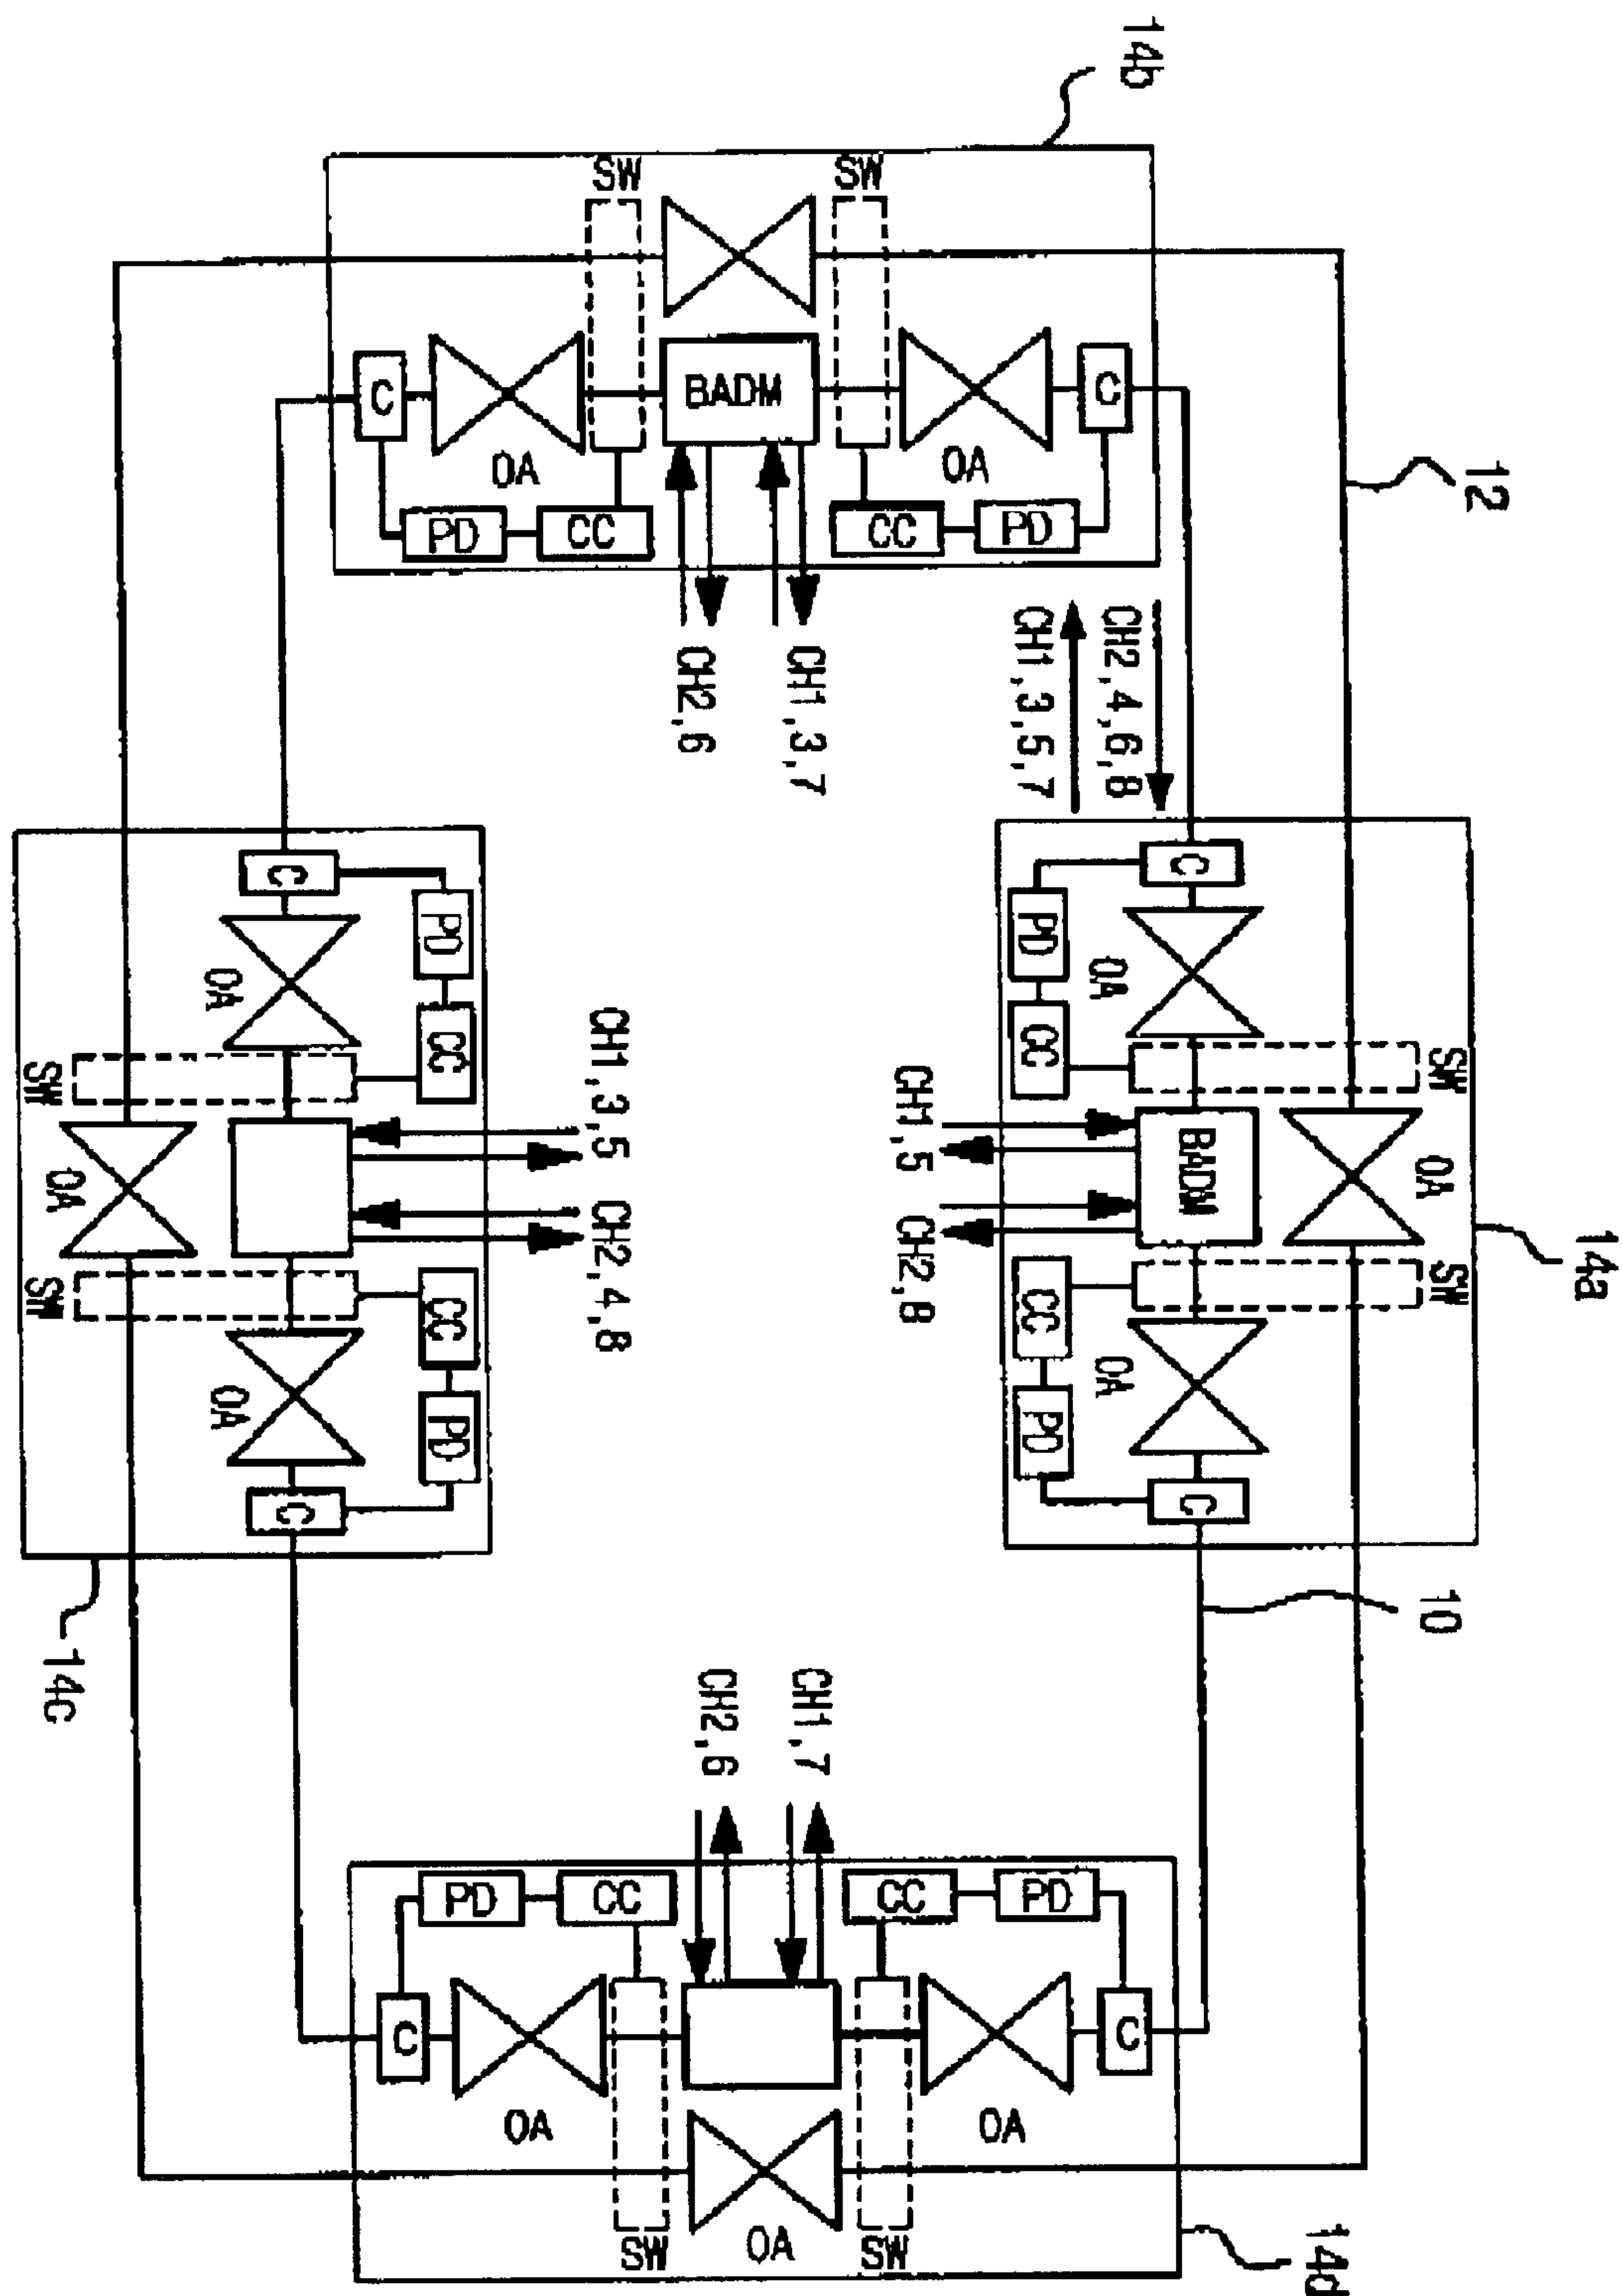 14b
SW
SW
C
OA
BADM
OA
C
PD
CC
CC
PD
12
CH2,6
CH1,3,7
CH1,3,5,7
CH2,4,6,8
14a
C
PD
OA
CC
SW
BADM
OA
CH1,5
CH2,8
SW
CC
OA
PD
C
10
C
PD
OA
CC
SW
OA
CH1,3,5
CH2,4,8
SW
CC
OA
PD
C
14c
CH2,6
CH1,7
PD
CC
CC
PD
C
C
OA
OA
SW
OA
SW
14d